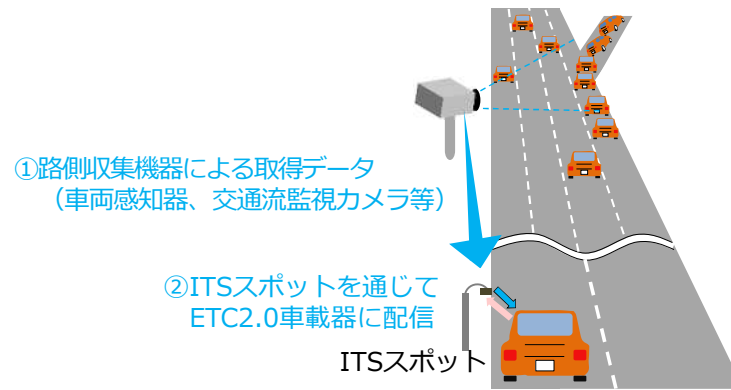 ①路側収集機器による取得データ
（車両感知器、交通流監視カメラ等）
②ITSスポットを通じて
ETC2.0車載器に配信
ITSスポット